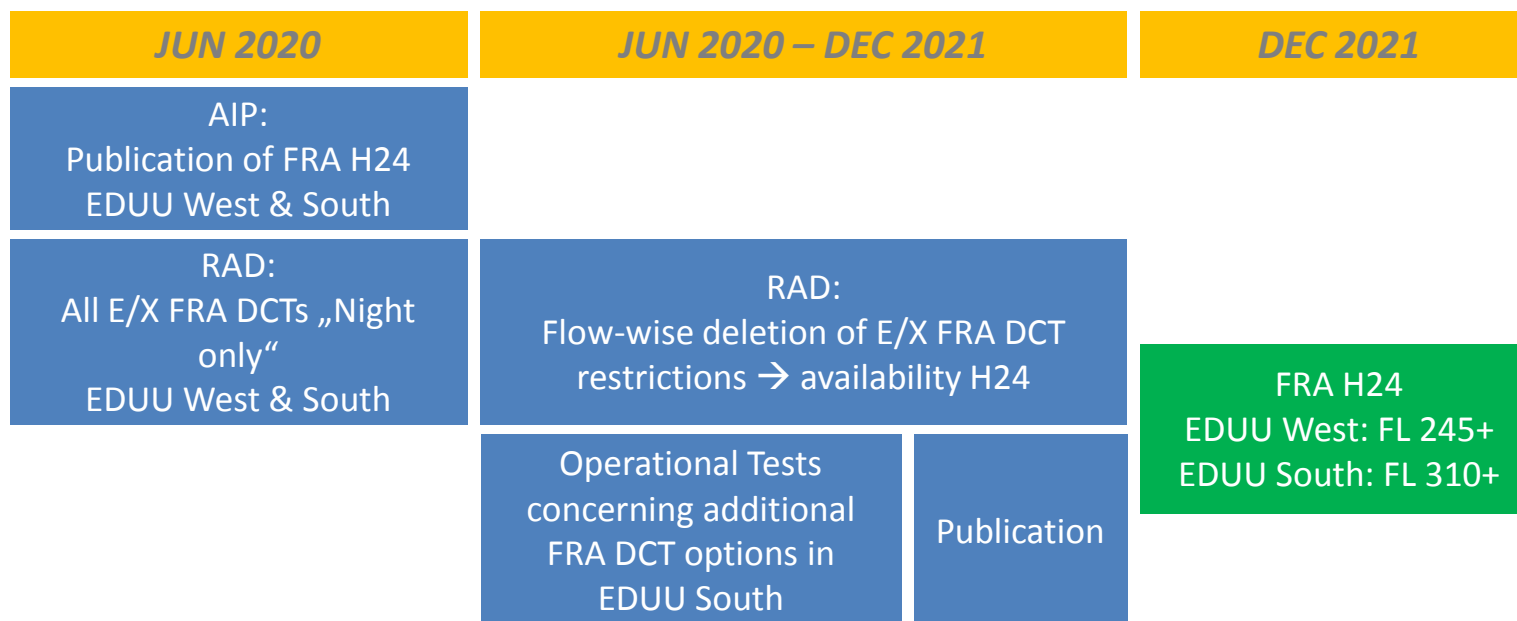 JUN 2020
JUN 2020 – DEC 2021
DEC 2021
AIP:
Publication of FRA H24
EDUU West & South
RAD:
All E/X FRA DCTs „Night
only“
EDUU West & South
RAD:
Flow-wise deletion of E/X FRA DCT
restrictions → availability H24
Operational Tests
concerning additional
FRA DCT options in
EDUU South
Publication
FRA H24
EDUU West: FL 245+
EDUU South: FL 310+